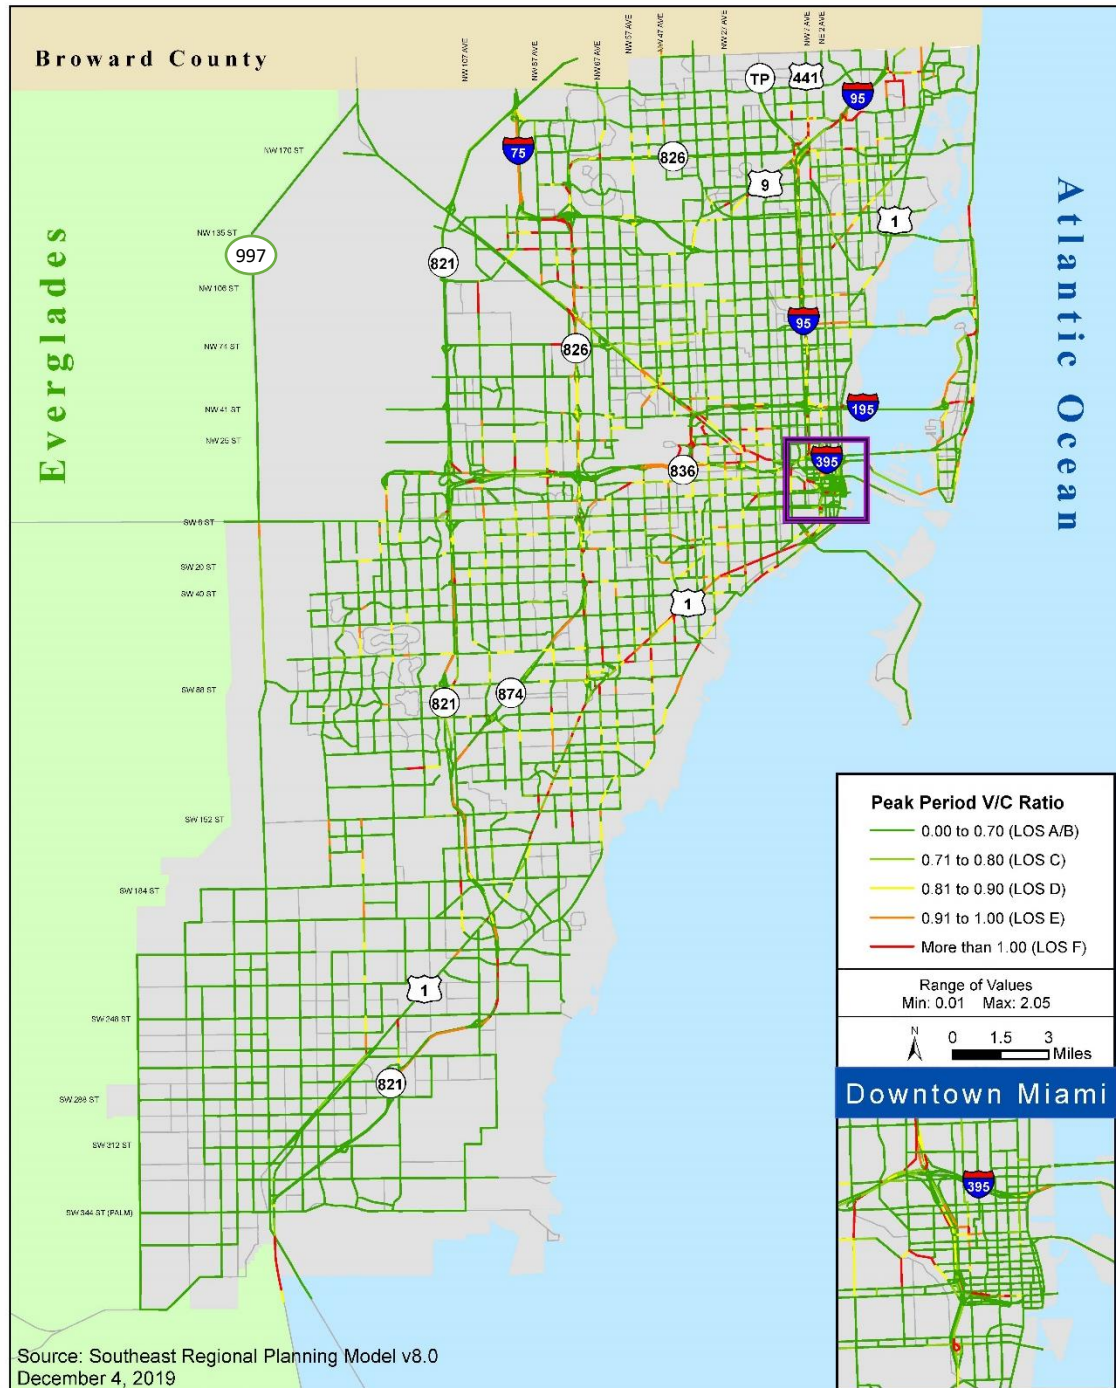 Broward County
NW 107 AVE
NW 87 AVE
NW 67 AVE
NW 57 AVE
NW 47 AVE
NW 27 AVE
NW 7 AVE
NE 2 AVE
TP
441
95
NW 170 ST
75
826
9
1
Atlantic Ocean
Everglades
NW 135 ST
997
821
NW 106 ST
95
NW 74 ST
826
NW 41 ST
195
NW 25 ST
395
836
SW 8 ST
SW 20 ST
SW 40 ST
1
SW 88 ST
821
874
SW 152 ST
SW 184 ST
1
SW 248 ST
821
SW 288 ST
SW 312 ST
SW 344 ST (PALM)
Peak Period V/C Ratio
0.00 to 0.70 (LOS A/B)
0.71 to 0.80 (LOS C)
0.81 to 0.90 (LOS D)
0.91 to 1.00 (LOS E)
More than 1.00 (LOS F)
Range of Values
Min: 0.01 Max: 2.05
N
0 1.5 3
Miles
Downtown Miami
395
Source: Southeast Regional Planning Model v8.0
December 4, 2019